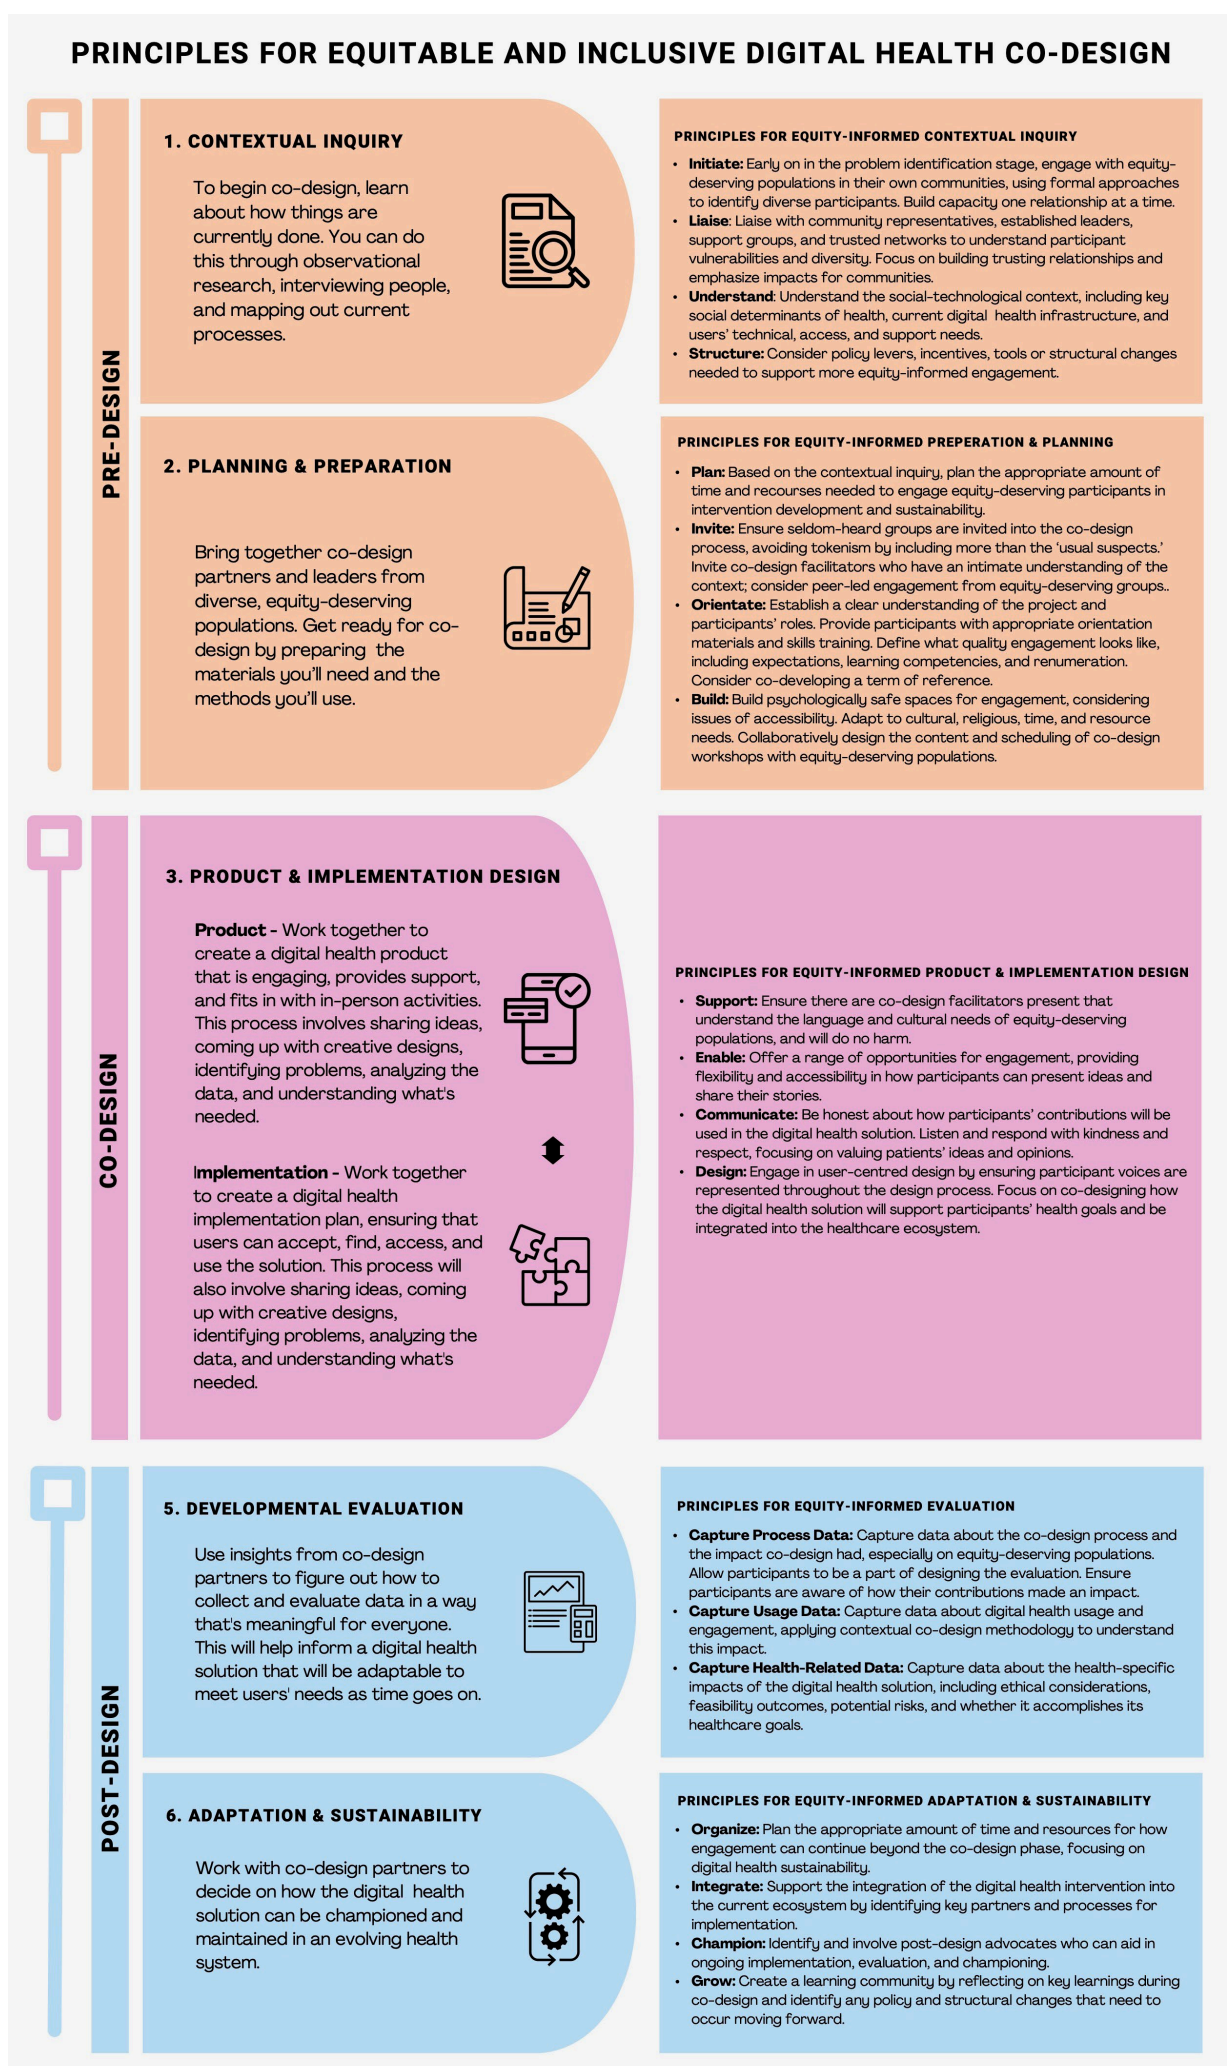 PRINCIPLES FOR EQUITABLE AND INCLUSIVE DIGITAL HEALTH CO-DESIGN
PRE-DESIGN
1. CONTEXTUAL INQUIRY
To begin co-design, learn
about how things are
currently done. You can do
this through observational
research, interviewing people,
and mapping out current
processes.
PRINCIPLES FOR EQUITY-INFORMED CONTEXTUAL INQUIRY
• Initiate: Early on in the problem identification stage, engage with equity-
deserving populations in their own communities, using formal approaches
to identify diverse participants. Build capacity one relationship at a time.
• Liaise: Liaise with community representatives, established leaders,
support groups, and trusted networks to understand participant
vulnerabilities and diversity. Focus on building trusting relationships and
emphasize impacts for communities.
• Understand: Understand the social-technological context, including key
social determinants of health, current digital health infrastructure, and
users' technical, access, and support needs.
• Structure: Consider policy levers, incentives, tools or structural changes
needed to support more equity-informed engagement.
2. PLANNING & PREPARATION
Bring together co-design
partners and leaders from
diverse, equity-deserving
populations. Get ready for co-
design by preparing the
materials you'll need and the
methods you'll use.
PRINCIPLES FOR EQUITY-INFORMED PREPERATION & PLANNING
• Plan: Based on the contextual inquiry, plan the appropriate amount of
time and recourses needed to engage equity-deserving participants in
intervention development and sustainability.
• Invite: Ensure seldom-heard groups are invited into the co-design
process, avoiding tokenism by including more than the 'usual suspects.'
Invite co-design facilitators who have an intimate understanding of the
context; consider peer-led engagement from equity-deserving groups..
• Orientate: Establish a clear understanding of the project and
participants' roles. Provide participants with appropriate orientation
materials and skills training. Define what quality engagement looks like,
including expectations, learning competencies, and renumeration.
Consider co-developing a term of reference.
• Build: Build psychologically safe spaces for engagement, considering
issues of accessibility. Adapt to cultural, religious, time, and resource
needs. Collaboratively design the content and scheduling of co-design
workshops with equity-deserving populations.
CO-DESIGN
3. PRODUCT & IMPLEMENTATION DESIGN
Product - Work together to
create a digital health product
that is engaging, provides support,
and fits in with in-person activities.
This process involves sharing ideas,
coming up with creative designs,
identifying problems, analyzing the
data, and understanding what's
needed.
Implementation - Work together
to create a digital health
implementation plan, ensuring that
users can accept, find, access, and
use the solution. This process will
also involve sharing ideas, coming
up with creative designs,
identifying problems, analyzing the
data, and understanding what's
needed.
PRINCIPLES FOR EQUITY-INFORMED PRODUCT & IMPLEMENTATION DESIGN
• Support: Ensure there are co-design facilitators present that
understand the language and cultural needs of equity-deserving
populations, and will do no harm.
• Enable: Offer a range of opportunities for engagement, providing
flexibility and accessibility in how participants can present ideas and
share their stories.
• Communicate: Be honest about how participants' contributions will be
used in the digital health solution. Listen and respond with kindness and
respect, focusing on valuing patients' ideas and opinions.
• Design: Engage in user-centred design by ensuring participant voices are
represented throughout the design process. Focus on co-designing how
the digital health solution will support participants' health goals and be
integrated into the healthcare ecosystem.
POST-DESIGN
5. DEVELOPMENTAL EVALUATION
Use insights from co-design
partners to figure out how to
collect and evaluate data in a way
that's meaningful for everyone.
This will help inform a digital health
solution that will be adaptable to
meet users' needs as time goes on.
PRINCIPLES FOR EQUITY-INFORMED EVALUATION
• Capture Process Data: Capture data about the co-design process and
the impact co-design had, especially on equity-deserving populations.
Allow participants to be a part of designing the evaluation. Ensure
participants are aware of how their contributions made an impact.
• Capture Usage Data: Capture data about digital health usage and
engagement, applying contextual co-design methodology to understand
this impact.
• Capture Health-Related Data: Capture data about the health-specific
impacts of the digital health solution, including ethical considerations,
feasibility outcomes, potential risks, and whether it accomplishes its
healthcare goals.
6. ADAPTATION & SUSTAINABILITY
Work with co-design partners to
decide on how the digital health
solution can be championed and
maintained in an evolving health
system.
PRINCIPLES FOR EQUITY-INFORMED ADAPTATION & SUSTAINABILITY
• Organize: Plan the appropriate amount of time and resources for how
engagement can continue beyond the co-design phase, focusing on
digital health sustainability.
• Integrate: Support the integration of the digital health intervention into
the current ecosystem by identifying key partners and processes for
implementation.
• Champion: Identify and involve post-design advocates who can aid in
ongoing implementation, evaluation, and championing.
• Grow: Create a learning community by reflecting on key learnings during
co-design and identify any policy and structural changes that need to
occur moving forward.